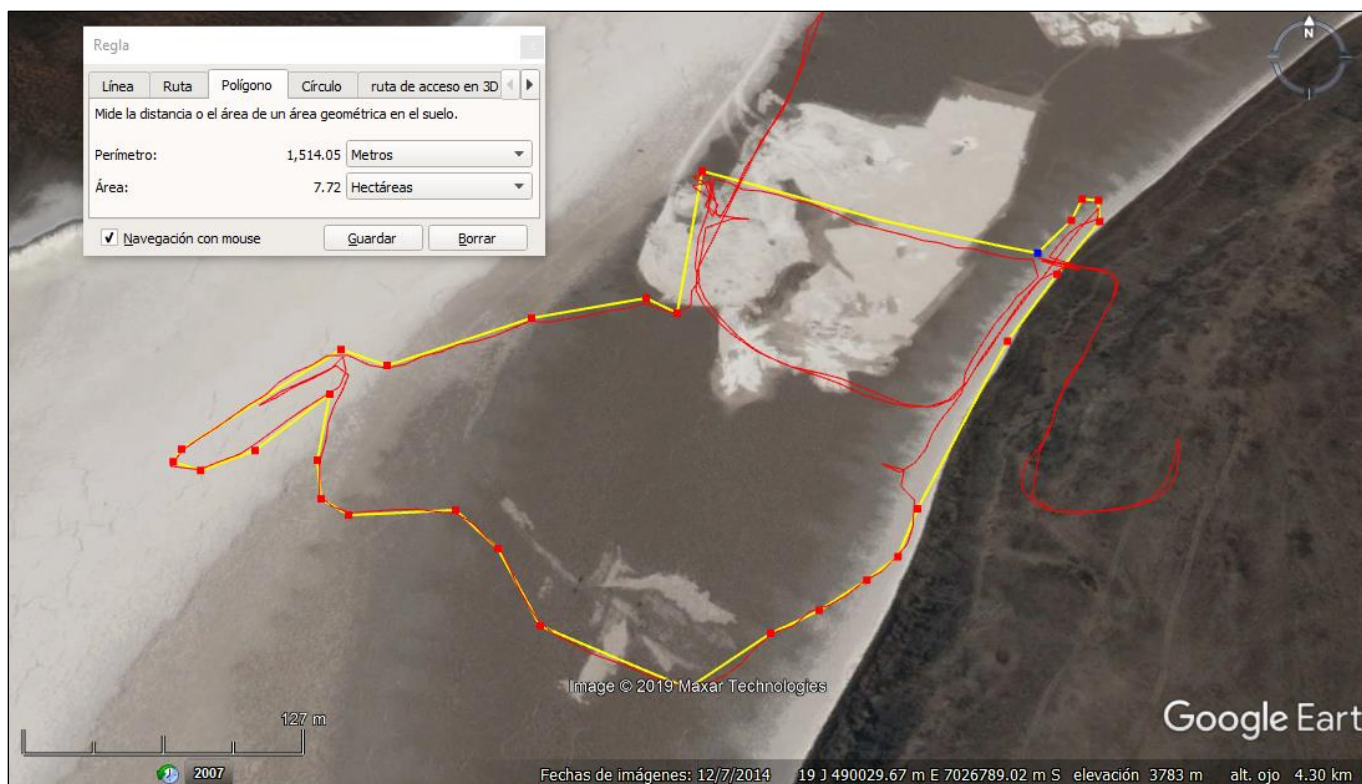 Regla
Línea Ruta Polígono Círculo ruta de acceso en 3D
Mide la distancia o el área de un área geométrica en el suelo.
Perímetro: 1,514.05 Metros
Área: 7.72 Hectáreas
Navegación con mouse Guardar Borrar
N
Image © 2019 Maxar Technologies
127 m
Google Eart
2007
Fechas de imágenes: 12/7/2014 19 J 490029.67 m E 7026789.02 m S elevación 3783 m alt. ojo 4.30 km